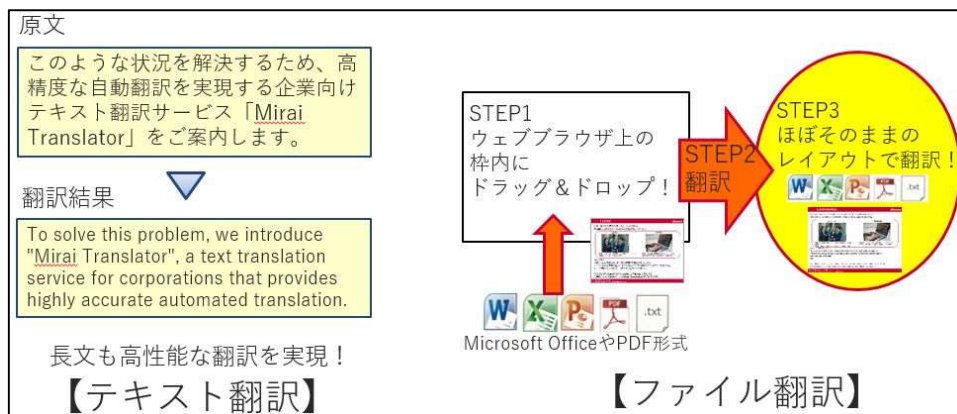 原文
このような状況を解決するため、高
精度な自動翻訳を実現する企業向け
テキスト翻訳サービス「Mirai
Translator」をご案内します。
翻訳結果
To solve this problem, we introduce
"Mirai Translator", a text translation
service for corporations that provides
highly accurate automated translation.
長文も高性能な翻訳を実現！
【テキスト翻訳】
STEP1
ウェブブラウザ上の
枠内に
ドラッグ＆ドロップ！
STEP2
翻訳
STEP3
ほぼそのままの
レイアウトで翻訳！
W X P PDF .txt
W X P PDF .txt
Microsoft OfficeやPDF形式
【ファイル翻訳】